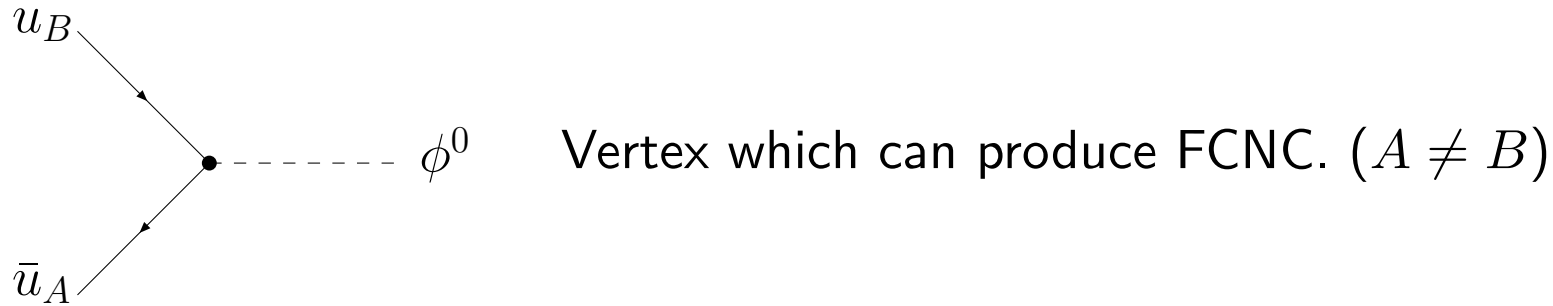 u_B
ϕ^0 Vertex which can produce FCNC. (A ≠ B)
ū_A